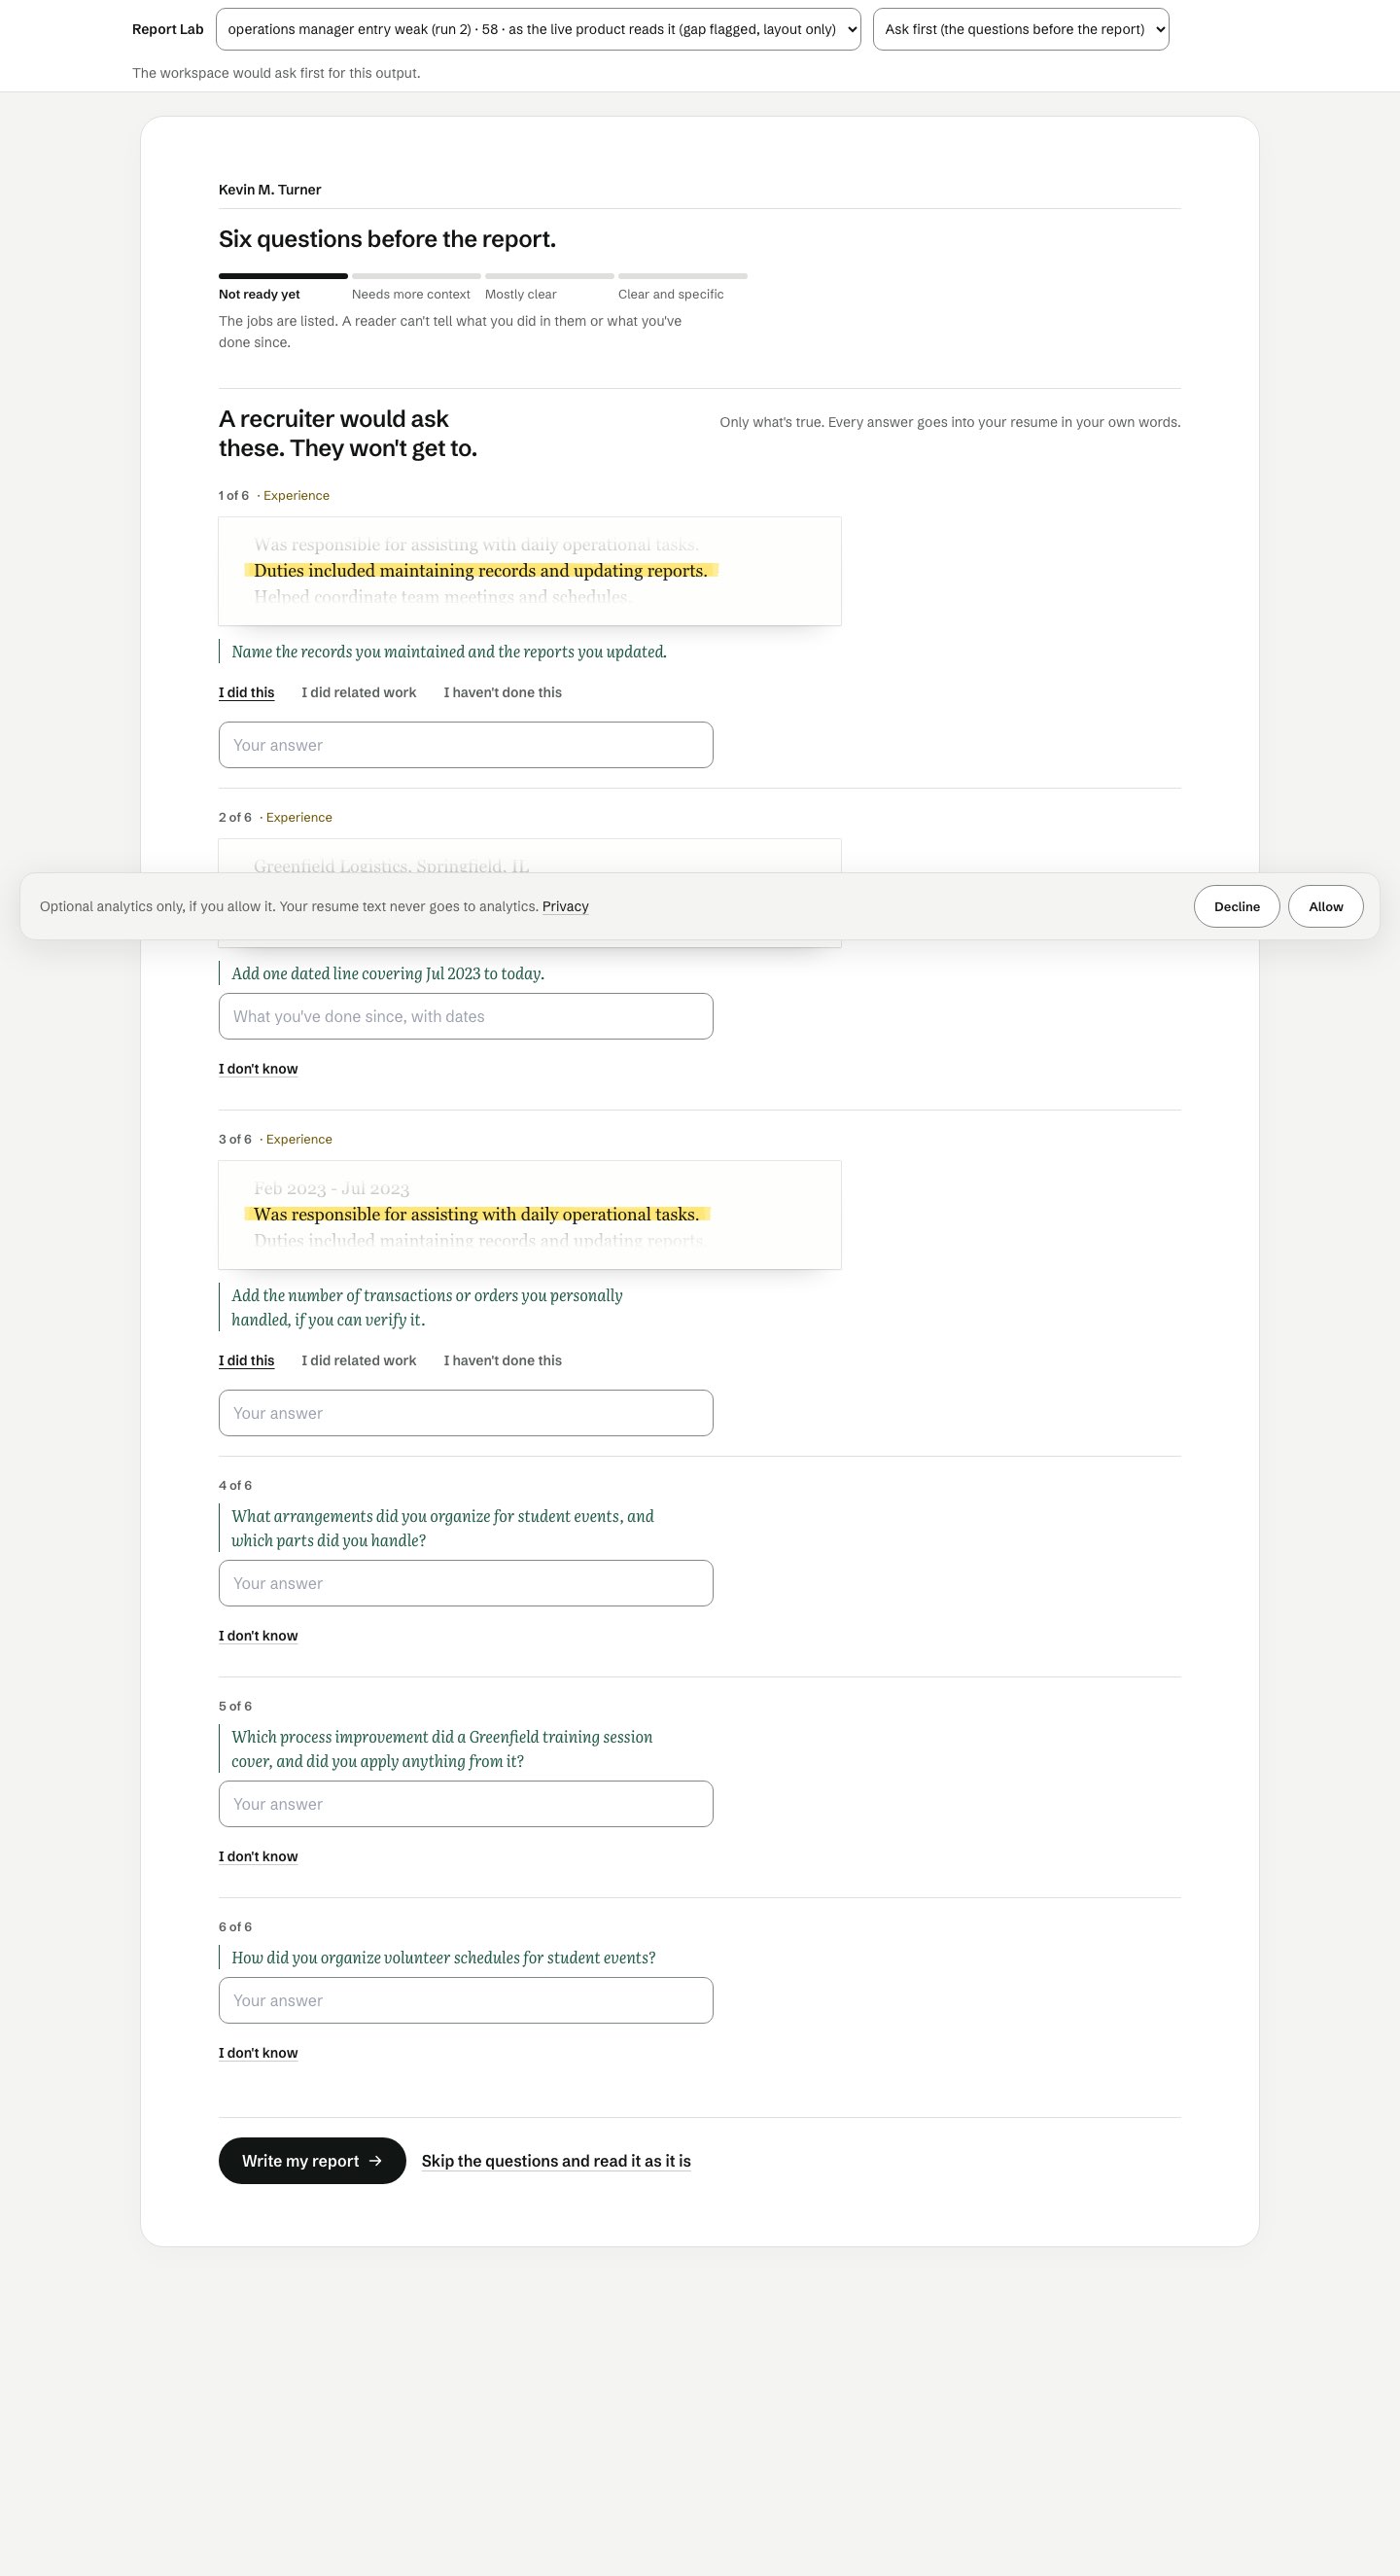 Report Lab
operations manager entry weak (run 2) · 58 · as the live product reads it (gap flagged, layout only)
Ask first (the questions before the report)
The workspace would ask first for this output.
Kevin M. Turner
Six questions before the report.
Not ready yet
Needs more context
Mostly clear
Clear and specific
The jobs are listed. A reader can't tell what you did in them or what you've
done since.
A recruiter would ask
these. They won't get to.
Only what's true. Every answer goes into your resume in your own words.
1 of 6 · Experience
Was responsible for assisting with daily operational tasks.
Duties included maintaining records and updating reports.
Helped coordinate team meetings and schedules.
Name the records you maintained and the reports you updated.
I did this
I did related work
I haven't done this
Your answer
2 of 6 · Experience
Greenfield Logistics, Springfield, IL
Optional analytics only, if you allow it. Your resume text never goes to analytics. Privacy
Decline
Allow
Add one dated line covering Jul 2023 to today.
What you've done since, with dates
I don't know
3 of 6 · Experience
Feb 2023 - Jul 2023
Was responsible for assisting with daily operational tasks.
Duties included maintaining records and updating reports.
Add the number of transactions or orders you personally
handled, if you can verify it.
I did this
I did related work
I haven't done this
Your answer
4 of 6
What arrangements did you organize for student events, and
which parts did you handle?
Your answer
I don't know
5 of 6
Which process improvement did a Greenfield training session
cover, and did you apply anything from it?
Your answer
I don't know
6 of 6
How did you organize volunteer schedules for student events?
Your answer
I don't know
Write my report →
Skip the questions and read it as it is